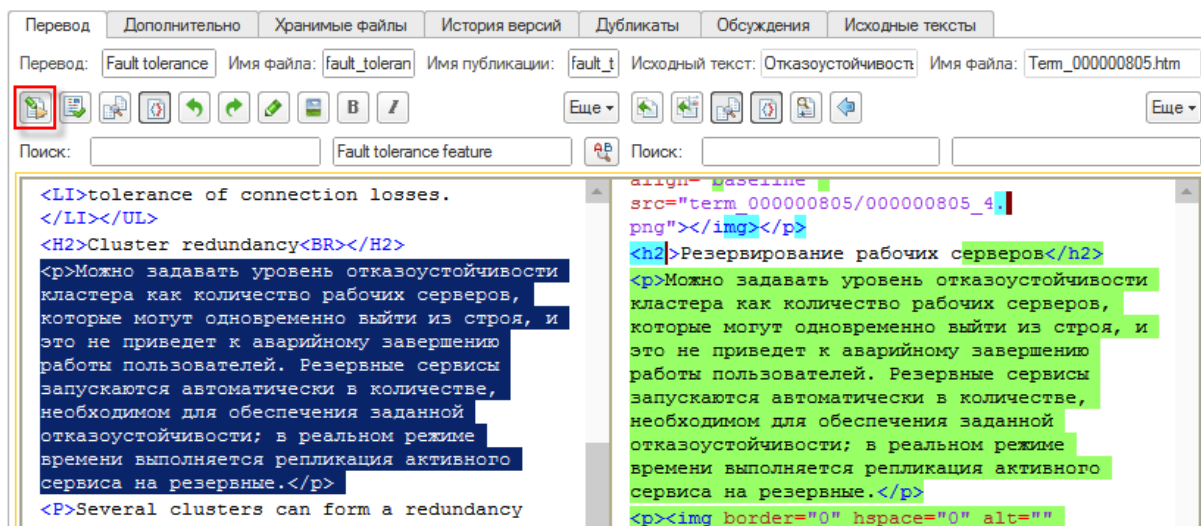 Перевод Дополнительно Хранимые файлы История версий Дубликаты Обсуждения Исходные тексты
Перевод: Fault tolerance Имя файла: fault_toleran Имя публикации: fault_t Исходный текст: Отказоустойчивость Имя файла: Term_000000805.htm
B I Еще Еще
Поиск: Fault tolerance feature Поиск:
<LI>tolerance of connection losses.
</LI></UL>
<H2>Cluster redundancy<BR></H2>
<p>Можно задавать уровень отказоустойчивости
кластера как количество рабочих серверов,
которые могут одновременно выйти из строя, и
это не приведет к аварийному завершению
работы пользователей. Резервные сервисы
запускаются автоматически в количестве,
необходимом для обеспечения заданной
отказоустойчивости; в реальном режиме
времени выполняется репликация активного
сервиса на резервные.</p>
<P>Several clusters can form a redundancy
align="baseline"
src="term_000000805/000000805_4.
png"></img></p>
<h2>Резервирование рабочих серверов</h2>
<p>Можно задавать уровень отказоустойчивости
кластера как количество рабочих серверов,
которые могут одновременно выйти из строя, и
это не приведет к аварийному завершению
работы пользователей. Резервные сервисы
запускаются автоматически в количестве,
необходимом для обеспечения заданной
отказоустойчивости; в реальном режиме
времени выполняется репликация активного
сервиса на резервные.</p>
<p><img border="0" hspace="0" alt=""